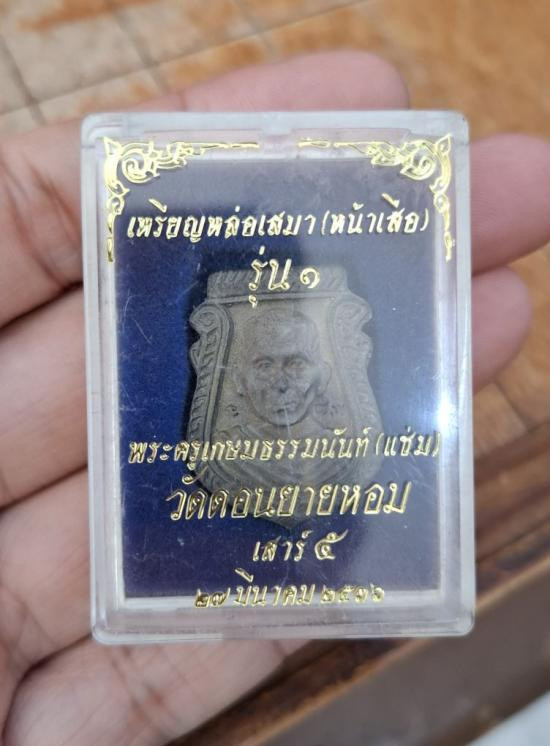 เหรียญหล่อเสมา (หน้าเสือ)
รุ่น ๑
พระครูเกษมธรรมนันท์ (แช่ม)
วัดดอนยายหอม
เสาร์ ๕
๒๗ มีนาคม ๒๕๓๖